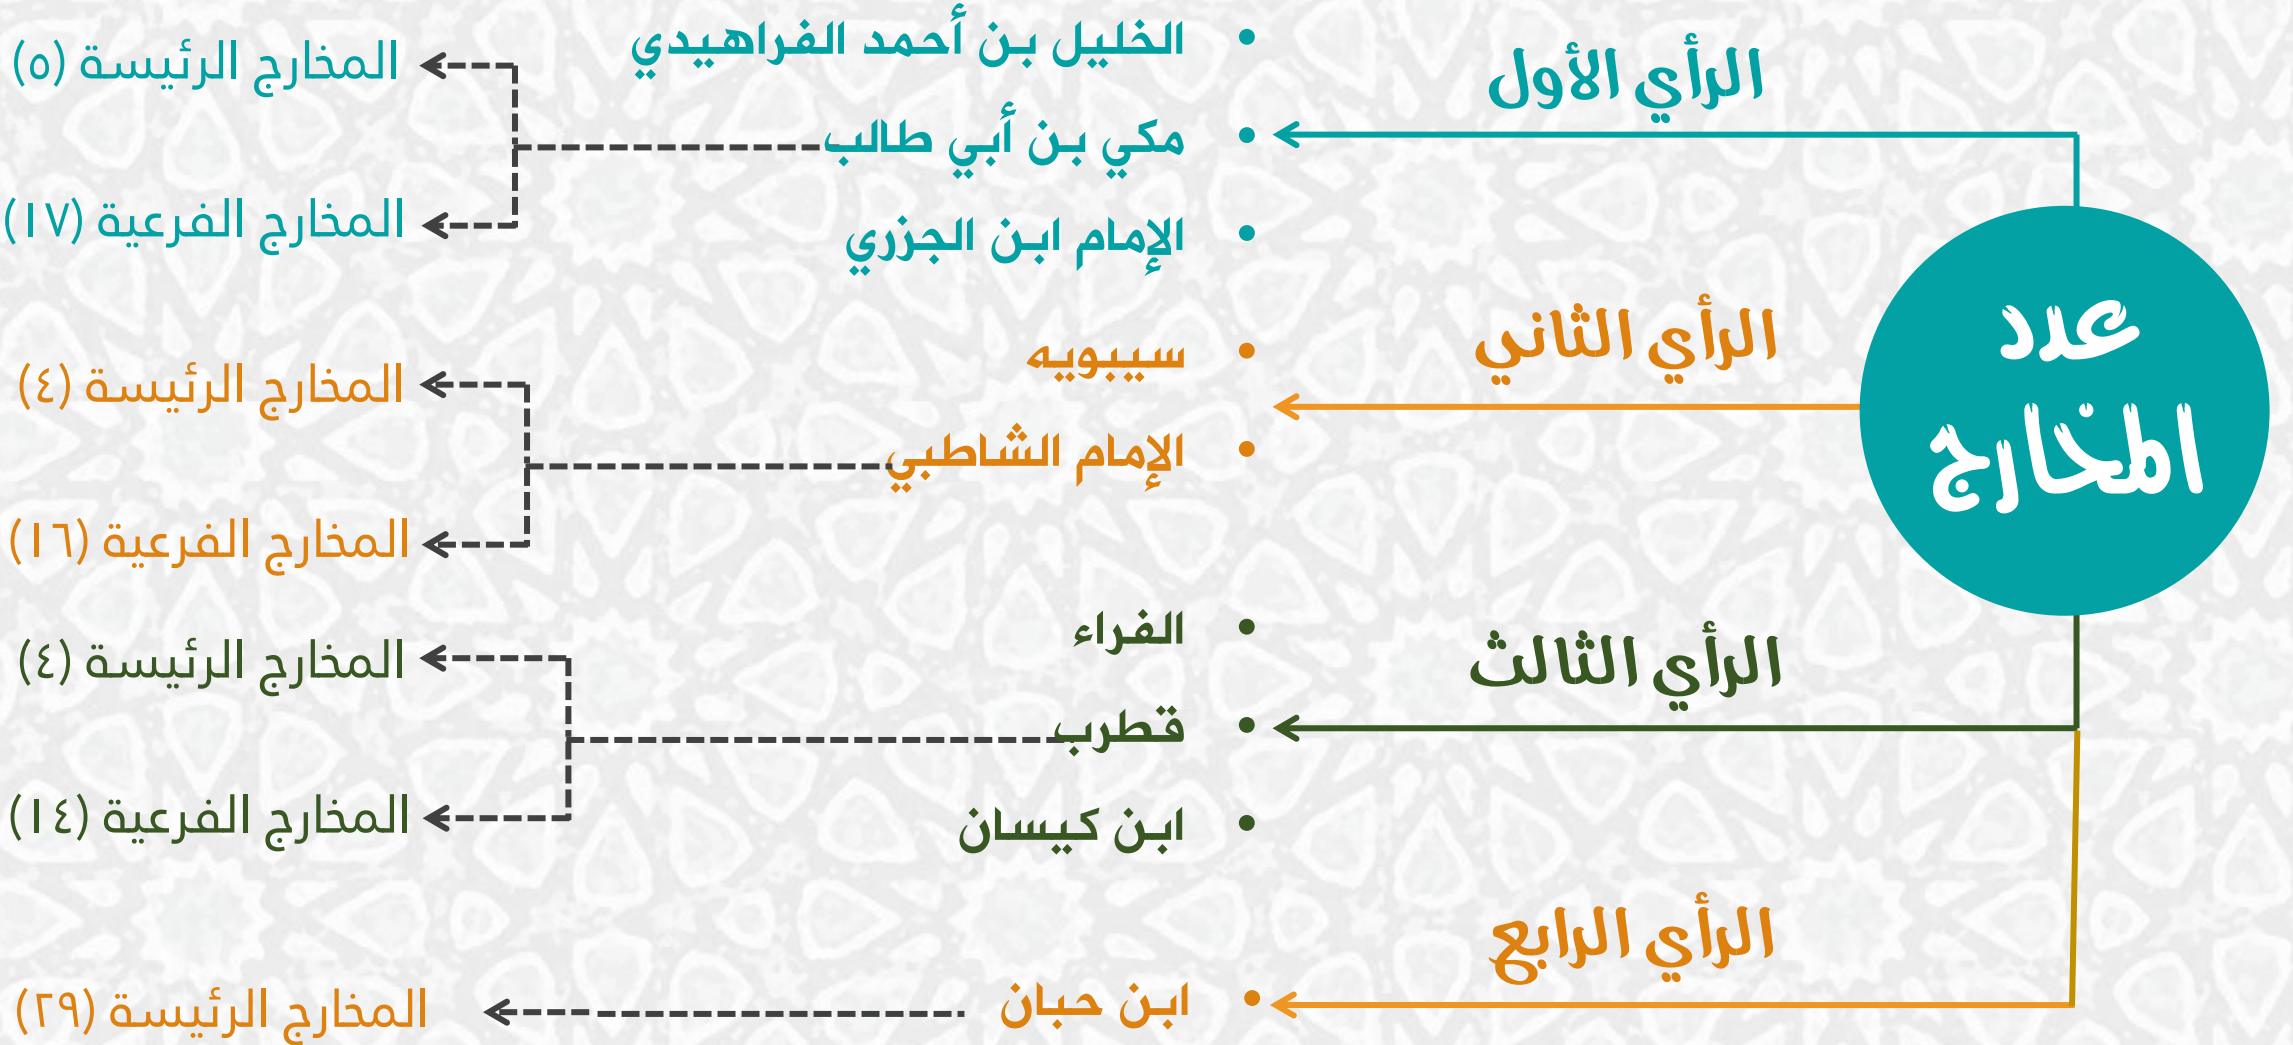 عدد
المخارج
الرأي الأول
الخليل بن أحمد الفراهيدي
مكي بن أبي طالب
الإمام ابن الجزري
المخارج الرئيسة (٥)
المخارج الفرعية (١٧)
الرأي الثاني
سيبويه
الإمام الشاطبي
المخارج الرئيسة (٤)
المخارج الفرعية (١٦)
الرأي الثالث
الفراء
قطرب
ابن كيسان
المخارج الرئيسة (٤)
المخارج الفرعية (١٤)
الرأي الرابع
ابن حبان
المخارج الرئيسة (٢٩)